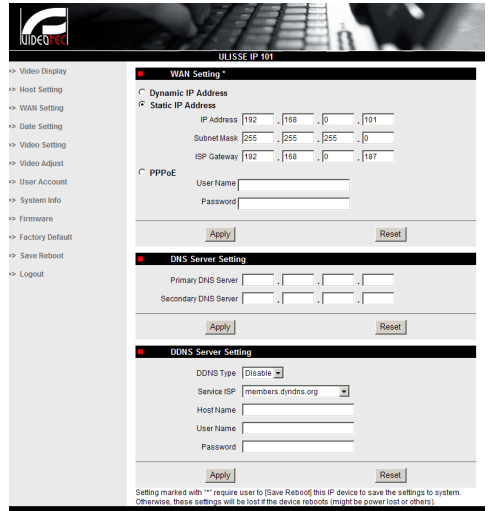 VIDEOTEC
ULISSE IP 101
>> Video Display
>> Host Setting
>> WAN Setting
>> Date Setting
>> Video Setting
>> Video Adjust
>> User Account
>> System Info
>> Firmware
>> Factory Default
>> Save Reboot
>> Logout
WAN Setting *
Dynamic IP Address
Static IP Address
IP Address 192 . 168 . 0 . 101
Subnet Mask 255 . 255 . 255 . 0
ISP Gateway 192 . 168 . 0 . 187
PPPoE
User Name
Password
Apply Reset
DNS Server Setting
Primary DNS Server . . .
Secondary DNS Server . . .
Apply Reset
DDNS Server Setting
DDNS Type Disable
Service ISP members.dyndns.org
Host Name
User Name
Password
Apply Reset
Setting marked with "*" require user to [Save Reboot] this IP device to save the settings to system.
Otherwise, these settings will be lost if the device reboots (might be power lost or others).